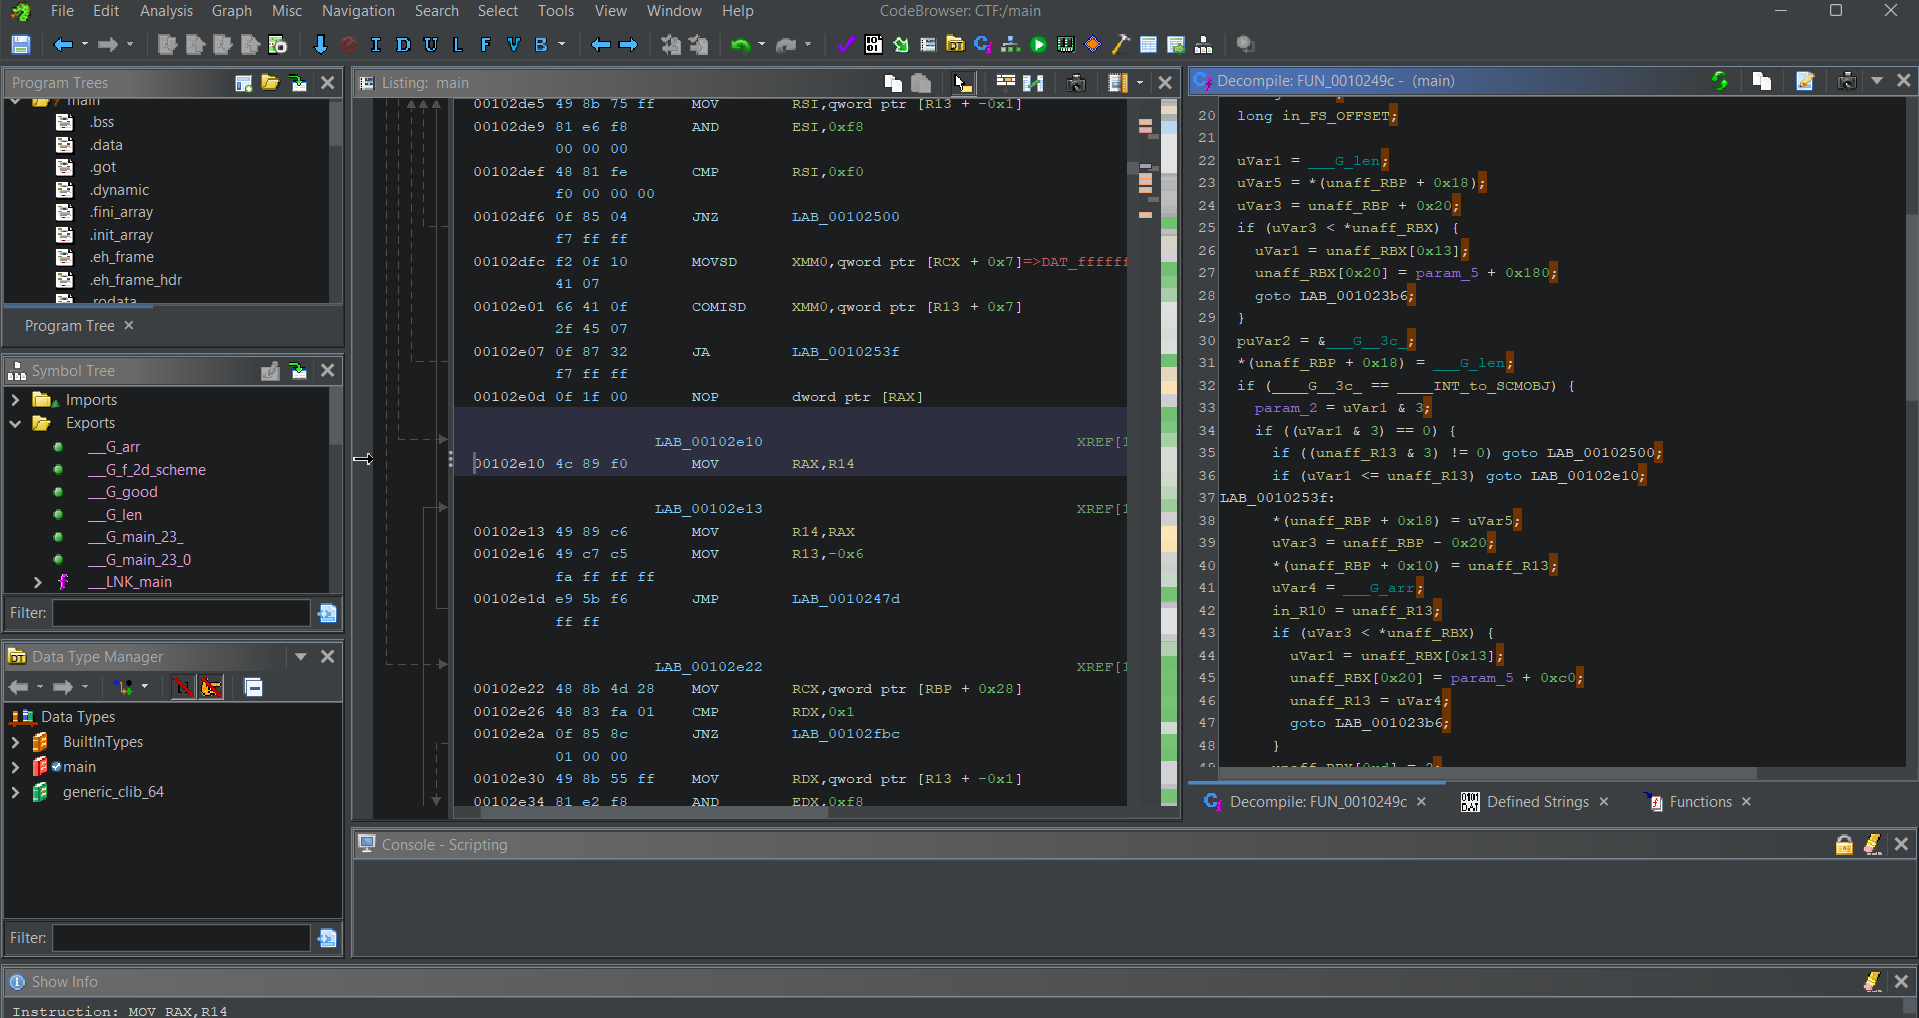 File Edit Analysis Graph Misc Navigation Search Select Tools View Window Help CodeBrowser: CTF:/main
I D U L F V B
Program Trees
main
.bss
.data
.got
.dynamic
.fini_array
.init_array
.eh_frame
.eh_frame_hdr
.rodata
Program Tree
Symbol Tree
Imports
Exports
___G_arr
___G_f_2d_scheme
___G_good
___G_len
___G_main_23_
___G_main_23_0
___LNK_main
Filter:
Data Type Manager
Data Types
BuiltInTypes
main
generic_clib_64
Filter:
Listing: main
00102de5 49 8b 75 ff MOV RSI,qword ptr [R13 + -0x1]
00102de9 81 e6 f8 AND ESI,0xf8
00 00 00
00102def 48 81 fe CMP RSI,0xf0
f0 00 00 00
00102df6 0f 85 04 JNZ LAB_00102500
f7 ff ff
00102dfc f2 0f 10 MOVSD XMM0,qword ptr [RCX + 0x7]=>DAT_ffffff
41 07
00102e01 66 41 0f COMISD XMM0,qword ptr [R13 + 0x7]
2f 45 07
00102e07 0f 87 32 JA LAB_0010253f
f7 ff ff
00102e0d 0f 1f 00 NOP dword ptr [RAX]
LAB_00102e10 XREF[1
00102e10 4c 89 f0 MOV RAX,R14
LAB_00102e13 XREF[1
00102e13 49 89 c6 MOV R14,RAX
00102e16 49 c7 c5 MOV R13,-0x6
fa ff ff ff
00102e1d e9 5b f6 JMP LAB_0010247d
ff ff
LAB_00102e22 XREF[1
00102e22 48 8b 4d 28 MOV RCX,qword ptr [RBP + 0x28]
00102e26 48 83 fa 01 CMP RDX,0x1
00102e2a 0f 85 8c JNZ LAB_00102fbc
01 00 00
00102e30 49 8b 55 ff MOV RDX,qword ptr [R13 + -0x1]
00102e34 81 e2 f8 AND EDX,0xf8
Decompile: FUN_0010249c - (main)
20 long in_FS_OFFSET;
21
22 uVar1 = ___G_len;
23 uVar5 = *(unaff_RBP + 0x18);
24 uVar3 = unaff_RBP + 0x20;
25 if (uVar3 < *unaff_RBX) {
26 uVar1 = unaff_RBX[0x13];
27 unaff_RBX[0x20] = param_5 + 0x180;
28 goto LAB_001023b6;
29 }
30 puVar2 = &___G__3c_;
31 *(unaff_RBP + 0x18) = ___G_len;
32 if (____G__3c_ == ____INT_to_SCMOBJ) {
33 param_2 = uVar1 & 3;
34 if ((uVar1 & 3) == 0) {
35 if ((unaff_R13 & 3) != 0) goto LAB_00102500;
36 if (uVar1 <= unaff_R13) goto LAB_00102e10;
37 LAB_0010253f:
38 *(unaff_RBP + 0x18) = uVar5;
39 uVar3 = unaff_RBP - 0x20;
40 *(unaff_RBP + 0x10) = unaff_R13;
41 uVar4 = ___G_arr;
42 in_R10 = unaff_R13;
43 if (uVar3 < *unaff_RBX) {
44 uVar1 = unaff_RBX[0x13];
45 unaff_RBX[0x20] = param_5 + 0xc0;
46 unaff_R13 = uVar4;
47 goto LAB_001023b6;
48 }
Decompile: FUN_0010249c Defined Strings Functions
Console - Scripting
Show Info
Instruction: MOV RAX,R14